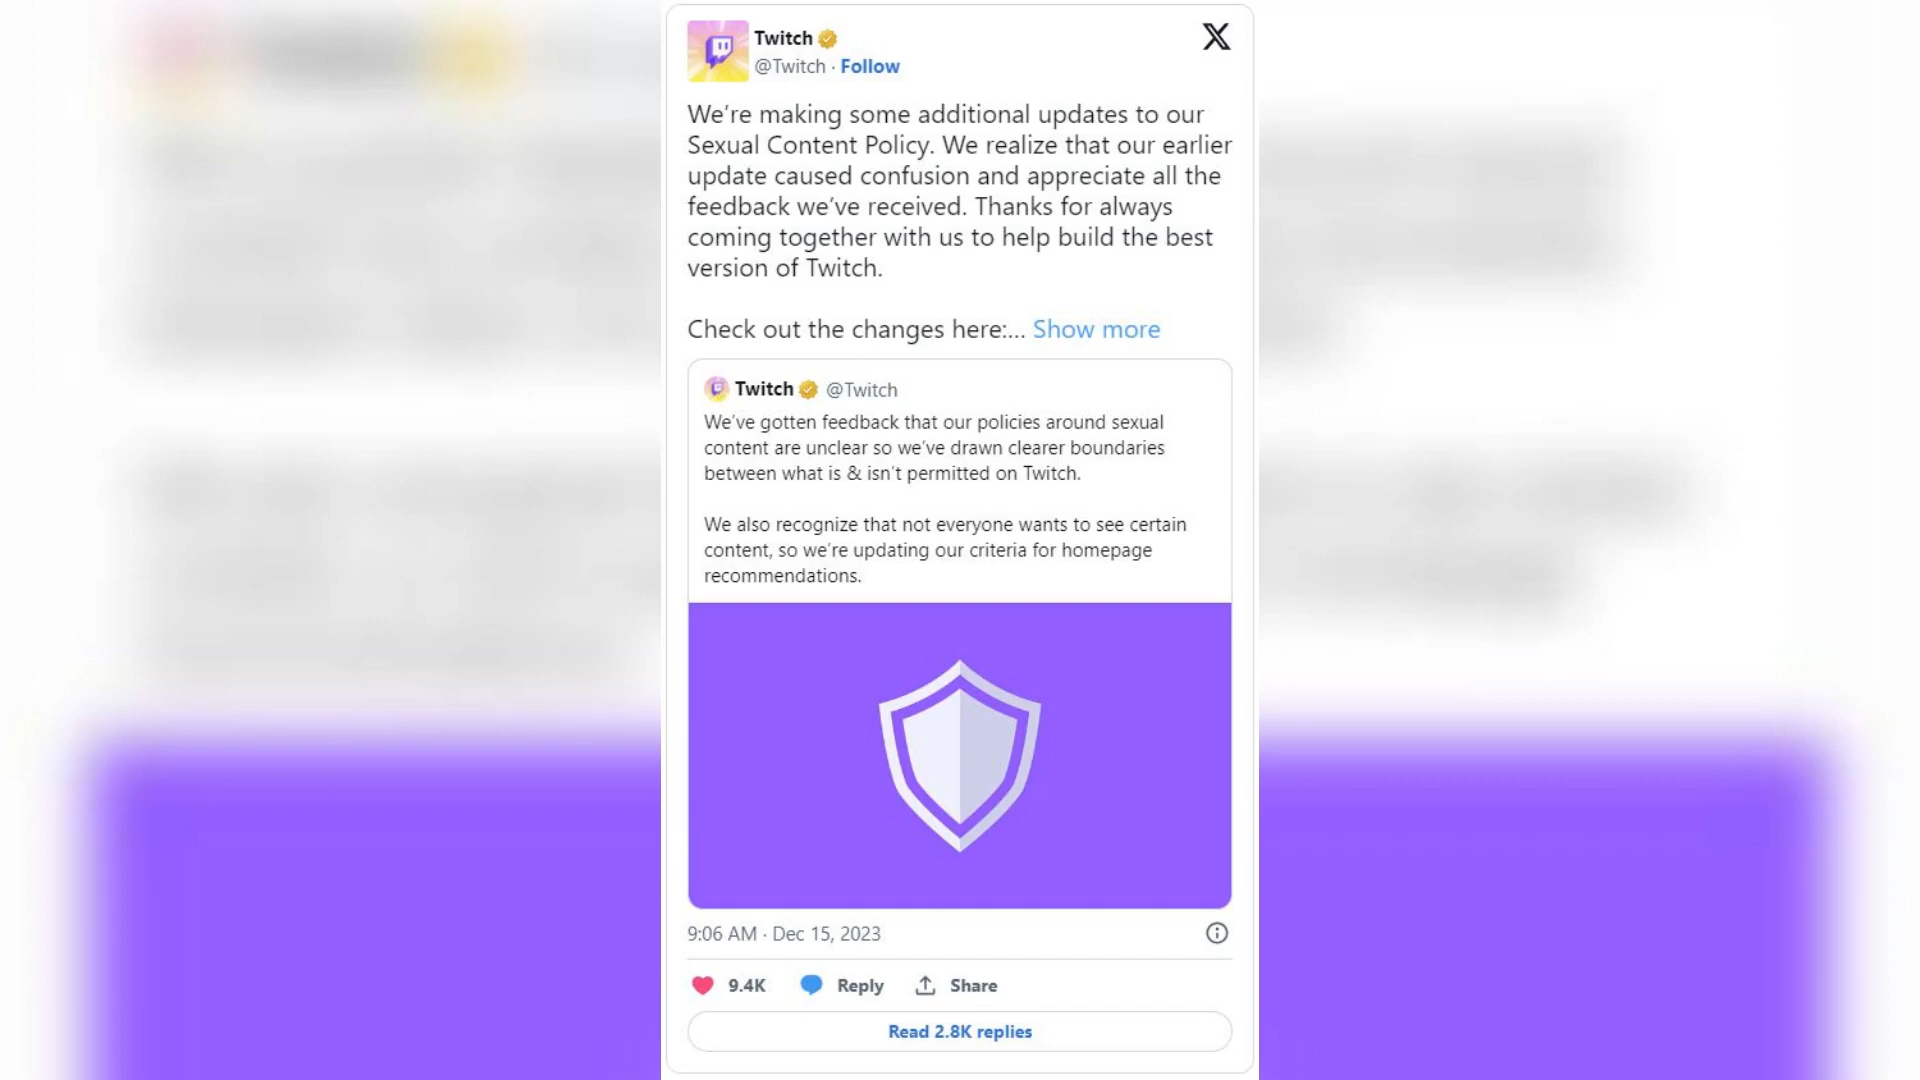 Twitch
@Twitch · Follow
We’re making some additional updates to our
Sexual Content Policy. We realize that our earlier
update caused confusion and appreciate all the
feedback we’ve received. Thanks for always
coming together with us to help build the best
version of Twitch.
Check out the changes here:... Show more
Twitch @Twitch
We’ve gotten feedback that our policies around sexual
content are unclear so we’ve drawn clearer boundaries
between what is & isn’t permitted on Twitch.
We also recognize that not everyone wants to see certain
content, so we’re updating our criteria for homepage
recommendations.
9:06 AM · Dec 15, 2023
9.4K Reply Share
Read 2.8K replies